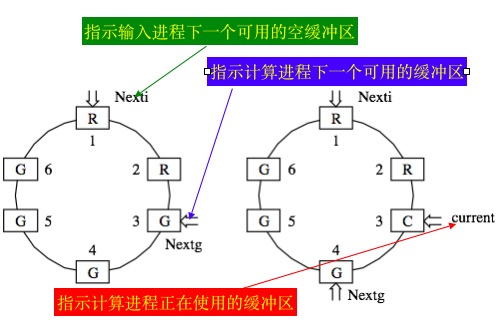 指示输入进程下一个可用的空缓冲区
指示计算进程下一个可用的缓冲区
Nexti
Nexti
R
R
1
1
G
6
2
R
G
6
2
R
G
5
3
G
G
5
3
C
current
Nextg
4
4
G
G
Nextg
指示计算进程正在使用的缓冲区